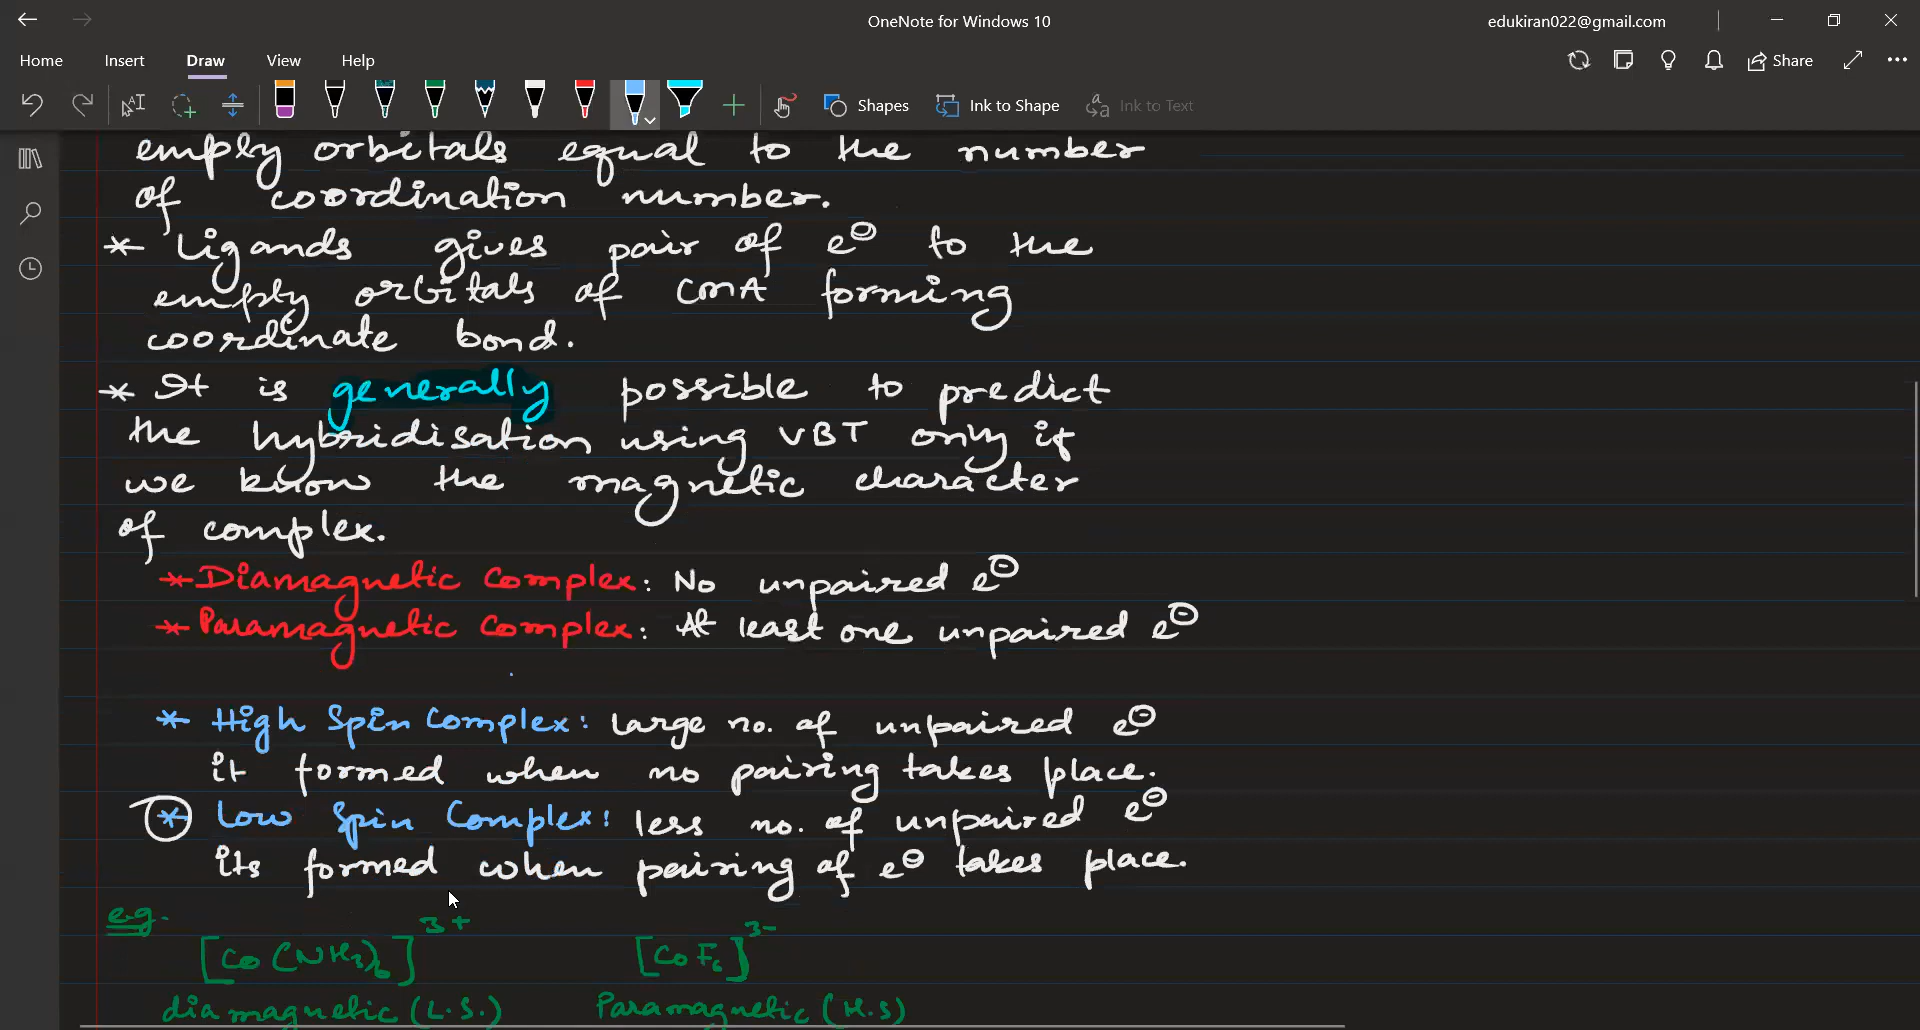 OneNote for Windows 10
edukiran022@gmail.com
Home Insert Draw View Help
Share
Shapes Ink to Shape Ink to Text
empty orbitals equal to the number
of coordination number.
* Ligands gives pair of e⊖ to the
empty orbitals of CMA forming
coordinate bond.
* It is generally possible to predict
the hybridisation using VBT only if
we know the magnetic character
of complex.
* Diamagnetic Complex: No unpaired e⊖
* Paramagnetic Complex: At least one unpaired e⊖
* High Spin Complex: large no. of unpaired e⊖
it formed when no pairing takes place.
* Low Spin Complex: less no. of unpaired e⊖
its formed when pairing of e⊖ takes place.
e.g.
[Co(NH₃)₆]³⁺ [CoF₆]³⁻
diamagnetic (L.S.) Paramagnetic (H.S)